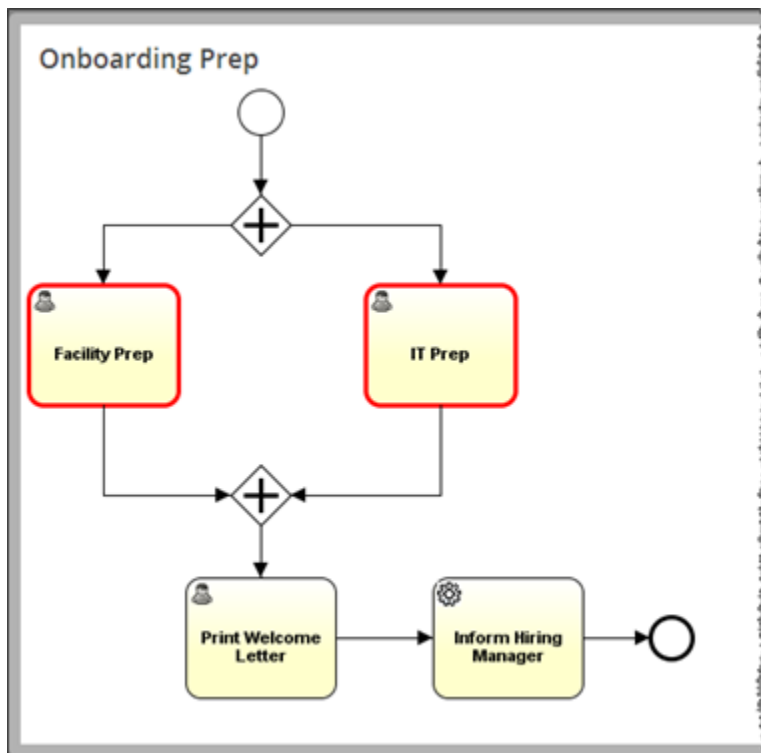 Onboarding Prep
Facility Prep
IT Prep
Print Welcome
Letter
Inform Hiring
Manager